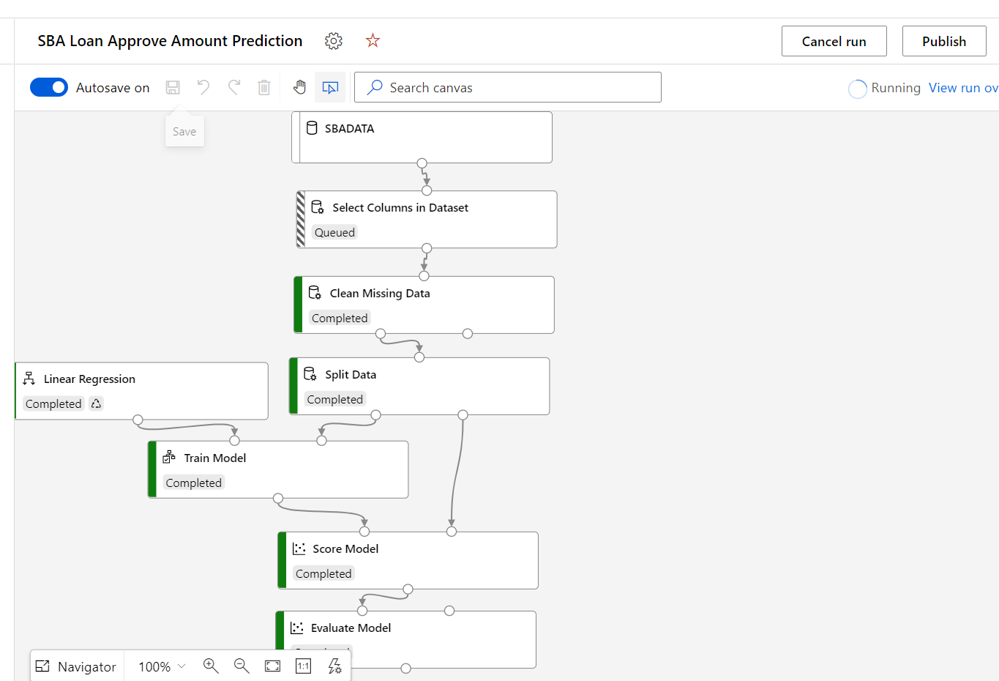 SBA Loan Approve Amount Prediction
Cancel run
Publish
Autosave on
Search canvas
Running
View run ov
Save
SBADATA
Select Columns in Dataset
Queued
Clean Missing Data
Completed
Linear Regression
Completed
Split Data
Completed
Train Model
Completed
Score Model
Completed
Evaluate Model
Navigator
100%
1:1